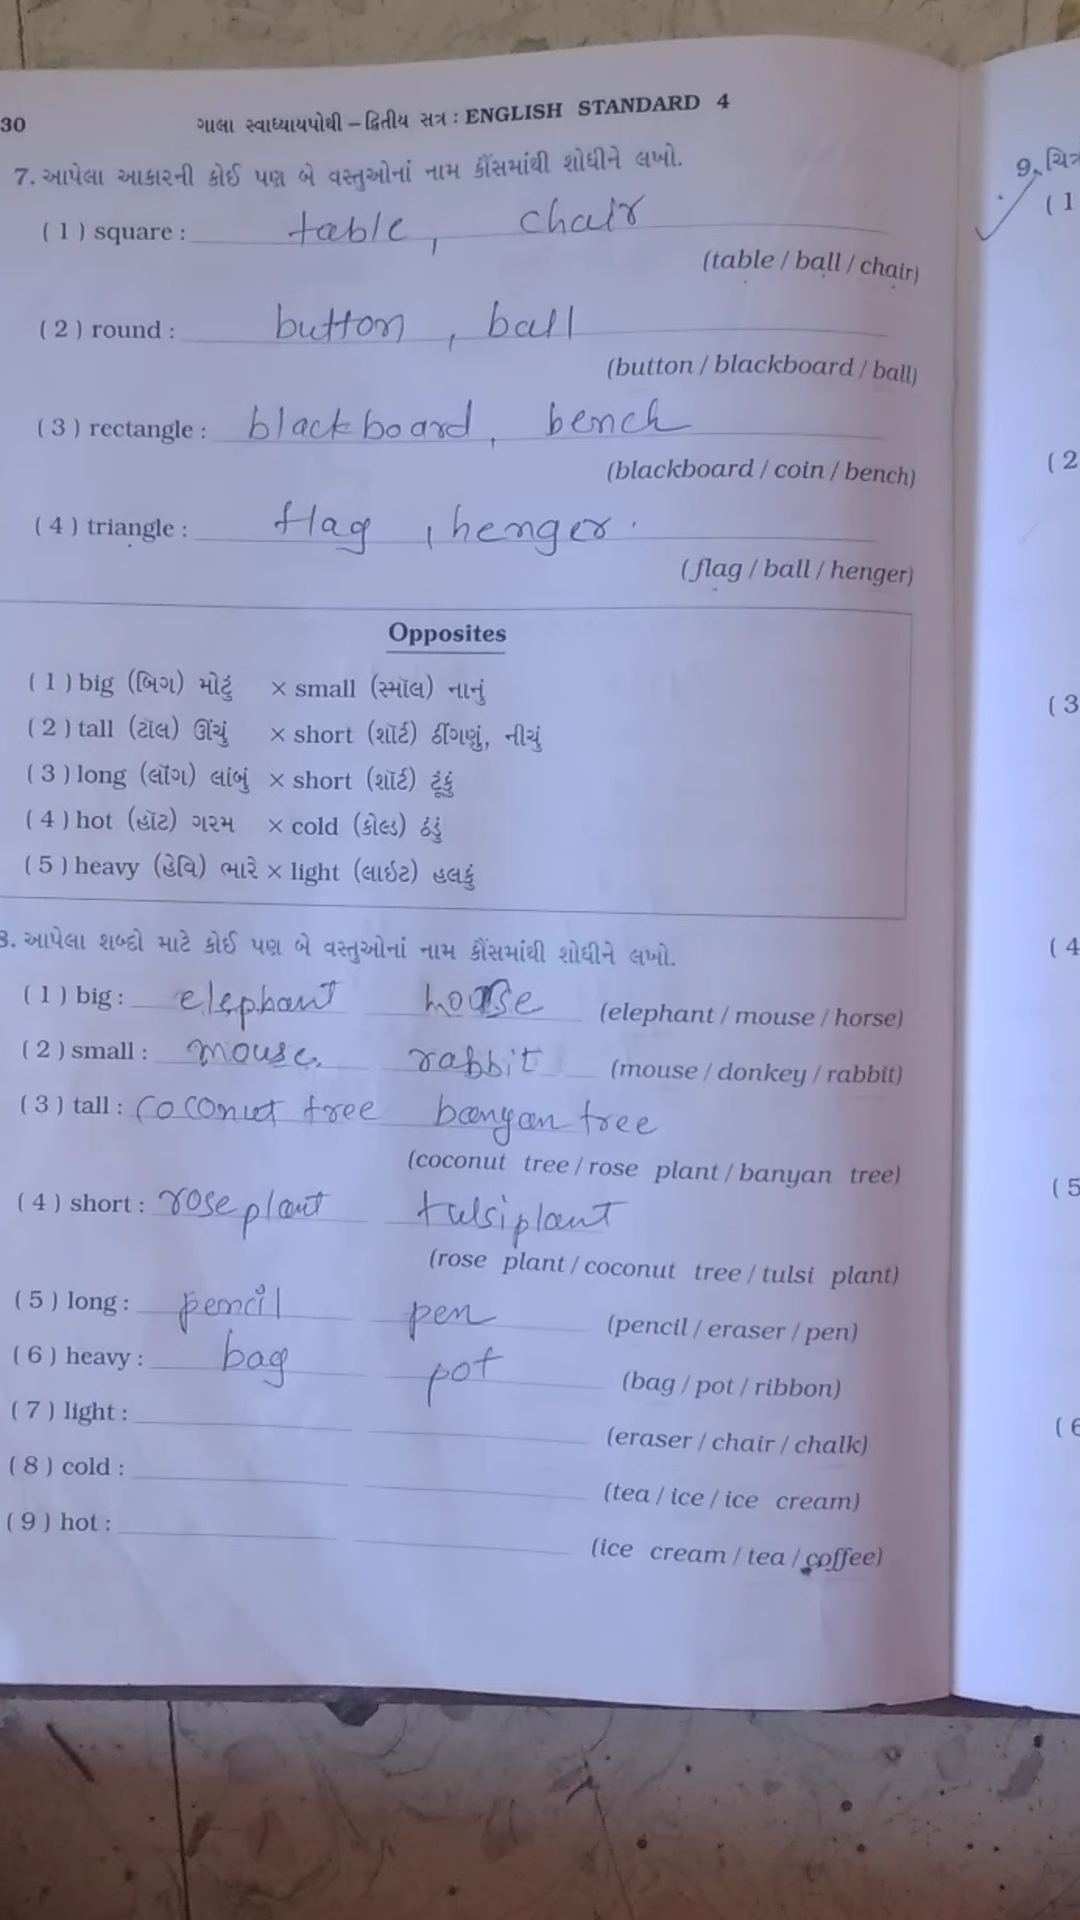 30 ગાલા સ્વાધ્યાયપોથી – દ્વિતીય સત્ર : ENGLISH STANDARD 4
7. આપેલા આકારની કોઈ પણ બે વસ્તુઓનાં નામ કૌંસમાંથી શોધીને લખો.
( 1 ) square : table, chair
(table / ball / chair)
( 2 ) round : button, ball
(button / blackboard / ball)
( 3 ) rectangle : blackboard, bench
(blackboard / coin / bench)
( 4 ) triangle : flag, henger.
(flag / ball / henger)
Opposites
( 1 ) big (બિગ) મોટું × small (સ્મૉલ) નાનું
( 2 ) tall (ટૉલ) ઊંચું × short (શૉર્ટ) ઠીંગણું, નીચું
( 3 ) long (લૉંગ) લાંબું × short (શૉર્ટ) ટૂંકું
( 4 ) hot (હૉટ) ગરમ × cold (કોલ્ડ) ઠંડું
( 5 ) heavy (હેવિ) ભારે × light (લાઇટ) હલકું
8. આપેલા શબ્દો માટે કોઈ પણ બે વસ્તુઓનાં નામ કૌંસમાંથી શોધીને લખો.
( 1 ) big : elephant horse (elephant / mouse / horse)
( 2 ) small : mouse. rabbit (mouse / donkey / rabbit)
( 3 ) tall : coconut tree banyan tree
(coconut tree / rose plant / banyan tree)
( 4 ) short : rose plant tulsi plant
(rose plant / coconut tree / tulsi plant)
( 5 ) long : pencil pen (pencil / eraser / pen)
( 6 ) heavy : bag pot (bag / pot / ribbon)
( 7 ) light : (eraser / chair / chalk)
( 8 ) cold : (tea / ice / ice cream)
( 9 ) hot : (ice cream / tea / coffee)
9. ચિત્ર
( 1
( 2
( 3
( 4
( 5
( 6